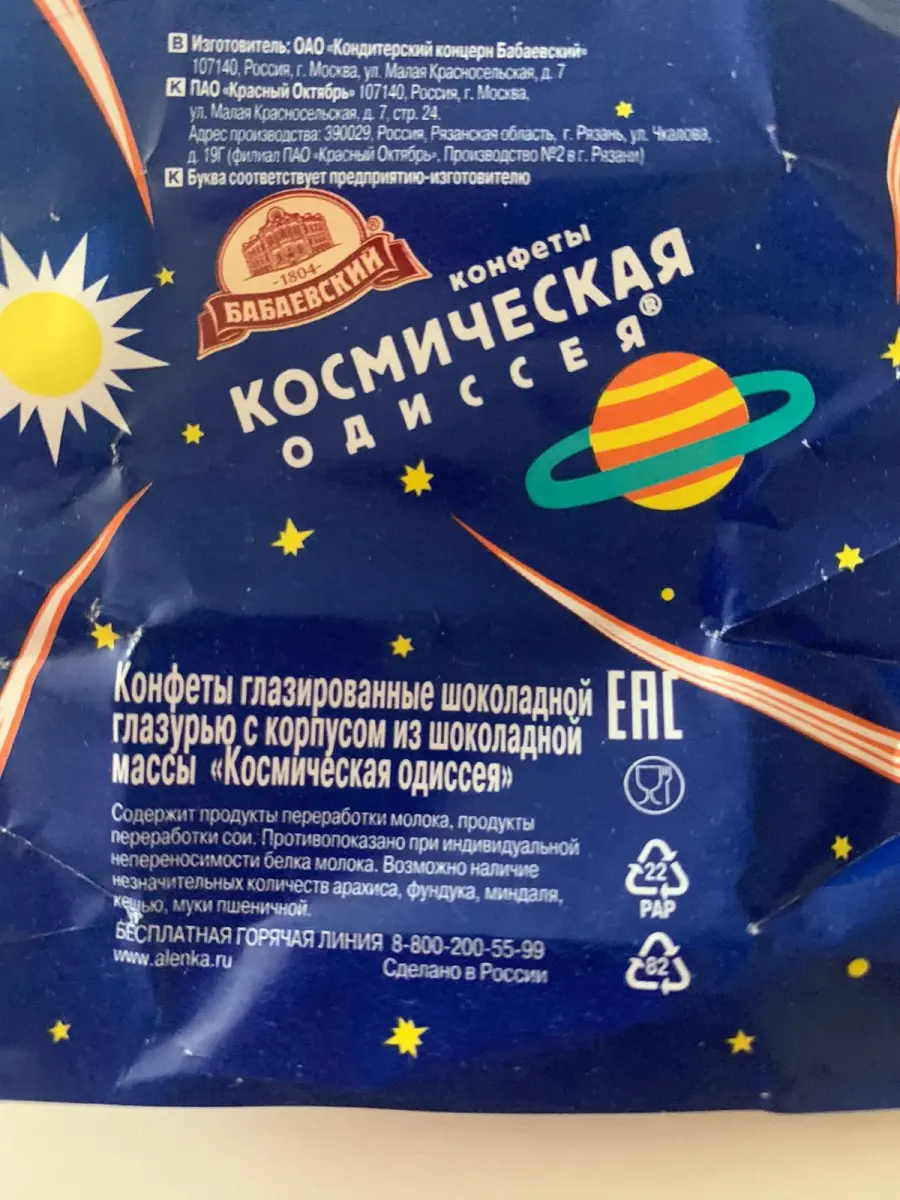 В Изготовитель: ОАО «Кондитерский концерн Бабаевский»
107140, Россия, г. Москва, ул. Малая Красносельская, д. 7
К ПАО «Красный Октябрь» 107140, Россия, г. Москва,
ул. Малая Красносельская, д. 7, стр. 24.
Адрес производства: 390029, Россия, Рязанская область, г. Рязань, ул. Чкалова,
д. 19Г (филиал ПАО «Красный Октябрь», Производство №2 в г. Рязани)
К Буква соответствует предприятию-изготовителю
-1804-
®
БАБАЕВСКИЙ
КОНФЕТЫ
КОСМИЧЕСКАЯ
ОДИССЕЯ®
Конфеты глазированные шоколадной
глазурью с корпусом из шоколадной
массы «Космическая одиссея»
EAC
Содержит продукты переработки молока, продукты
переработки сои. Противопоказано при индивидуальной
непереносимости белка молока. Возможно наличие
незначительных количеств арахиса, фундука, миндаля,
кешью, муки пшеничной.
БЕСПЛАТНАЯ ГОРЯЧАЯ ЛИНИЯ 8-800-200-55-99
www.alenka.ru
Сделано в России
22
PAP
82